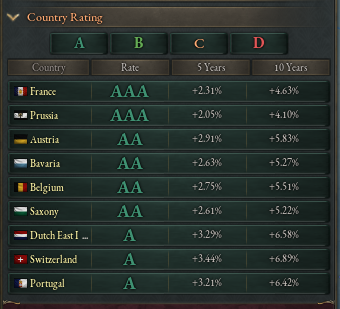 Country Rating
A B C D
Country Rate 5 Years 10 Years
France AAA +2.31% +4.63%
Prussia AAA +2.05% +4.10%
Austria AA +2.91% +5.83%
Bavaria AA +2.63% +5.27%
Belgium AA +2.75% +5.51%
Saxony AA +2.61% +5.22%
Dutch East I ... A +3.29% +6.58%
Switzerland A +3.44% +6.89%
Portugal A +3.21% +6.42%